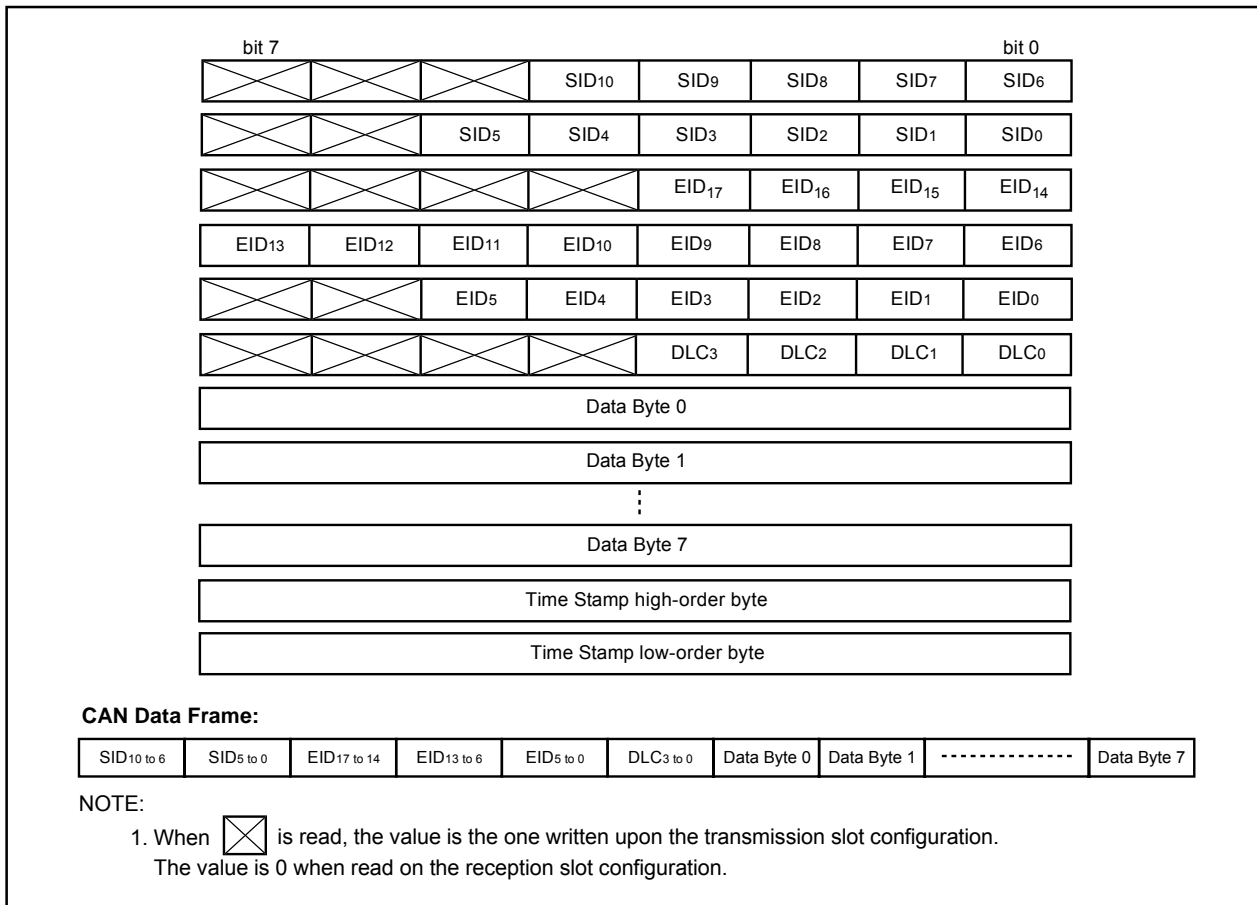 bit 7 bit 0
SID10 SID9 SID8 SID7 SID6
SID5 SID4 SID3 SID2 SID1 SID0
EID17 EID16 EID15 EID14
EID13 EID12 EID11 EID10 EID9 EID8 EID7 EID6
EID5 EID4 EID3 EID2 EID1 EID0
DLC3 DLC2 DLC1 DLC0
Data Byte 0
Data Byte 1
Data Byte 7
Time Stamp high-order byte
Time Stamp low-order byte
CAN Data Frame:
SID10 to 6 SID5 to 0 EID17 to 14 EID13 to 6 EID5 to 0 DLC3 to 0 Data Byte 0 Data Byte 1 Data Byte 7
NOTE:
1. When is read, the value is the one written upon the transmission slot configuration.
The value is 0 when read on the reception slot configuration.